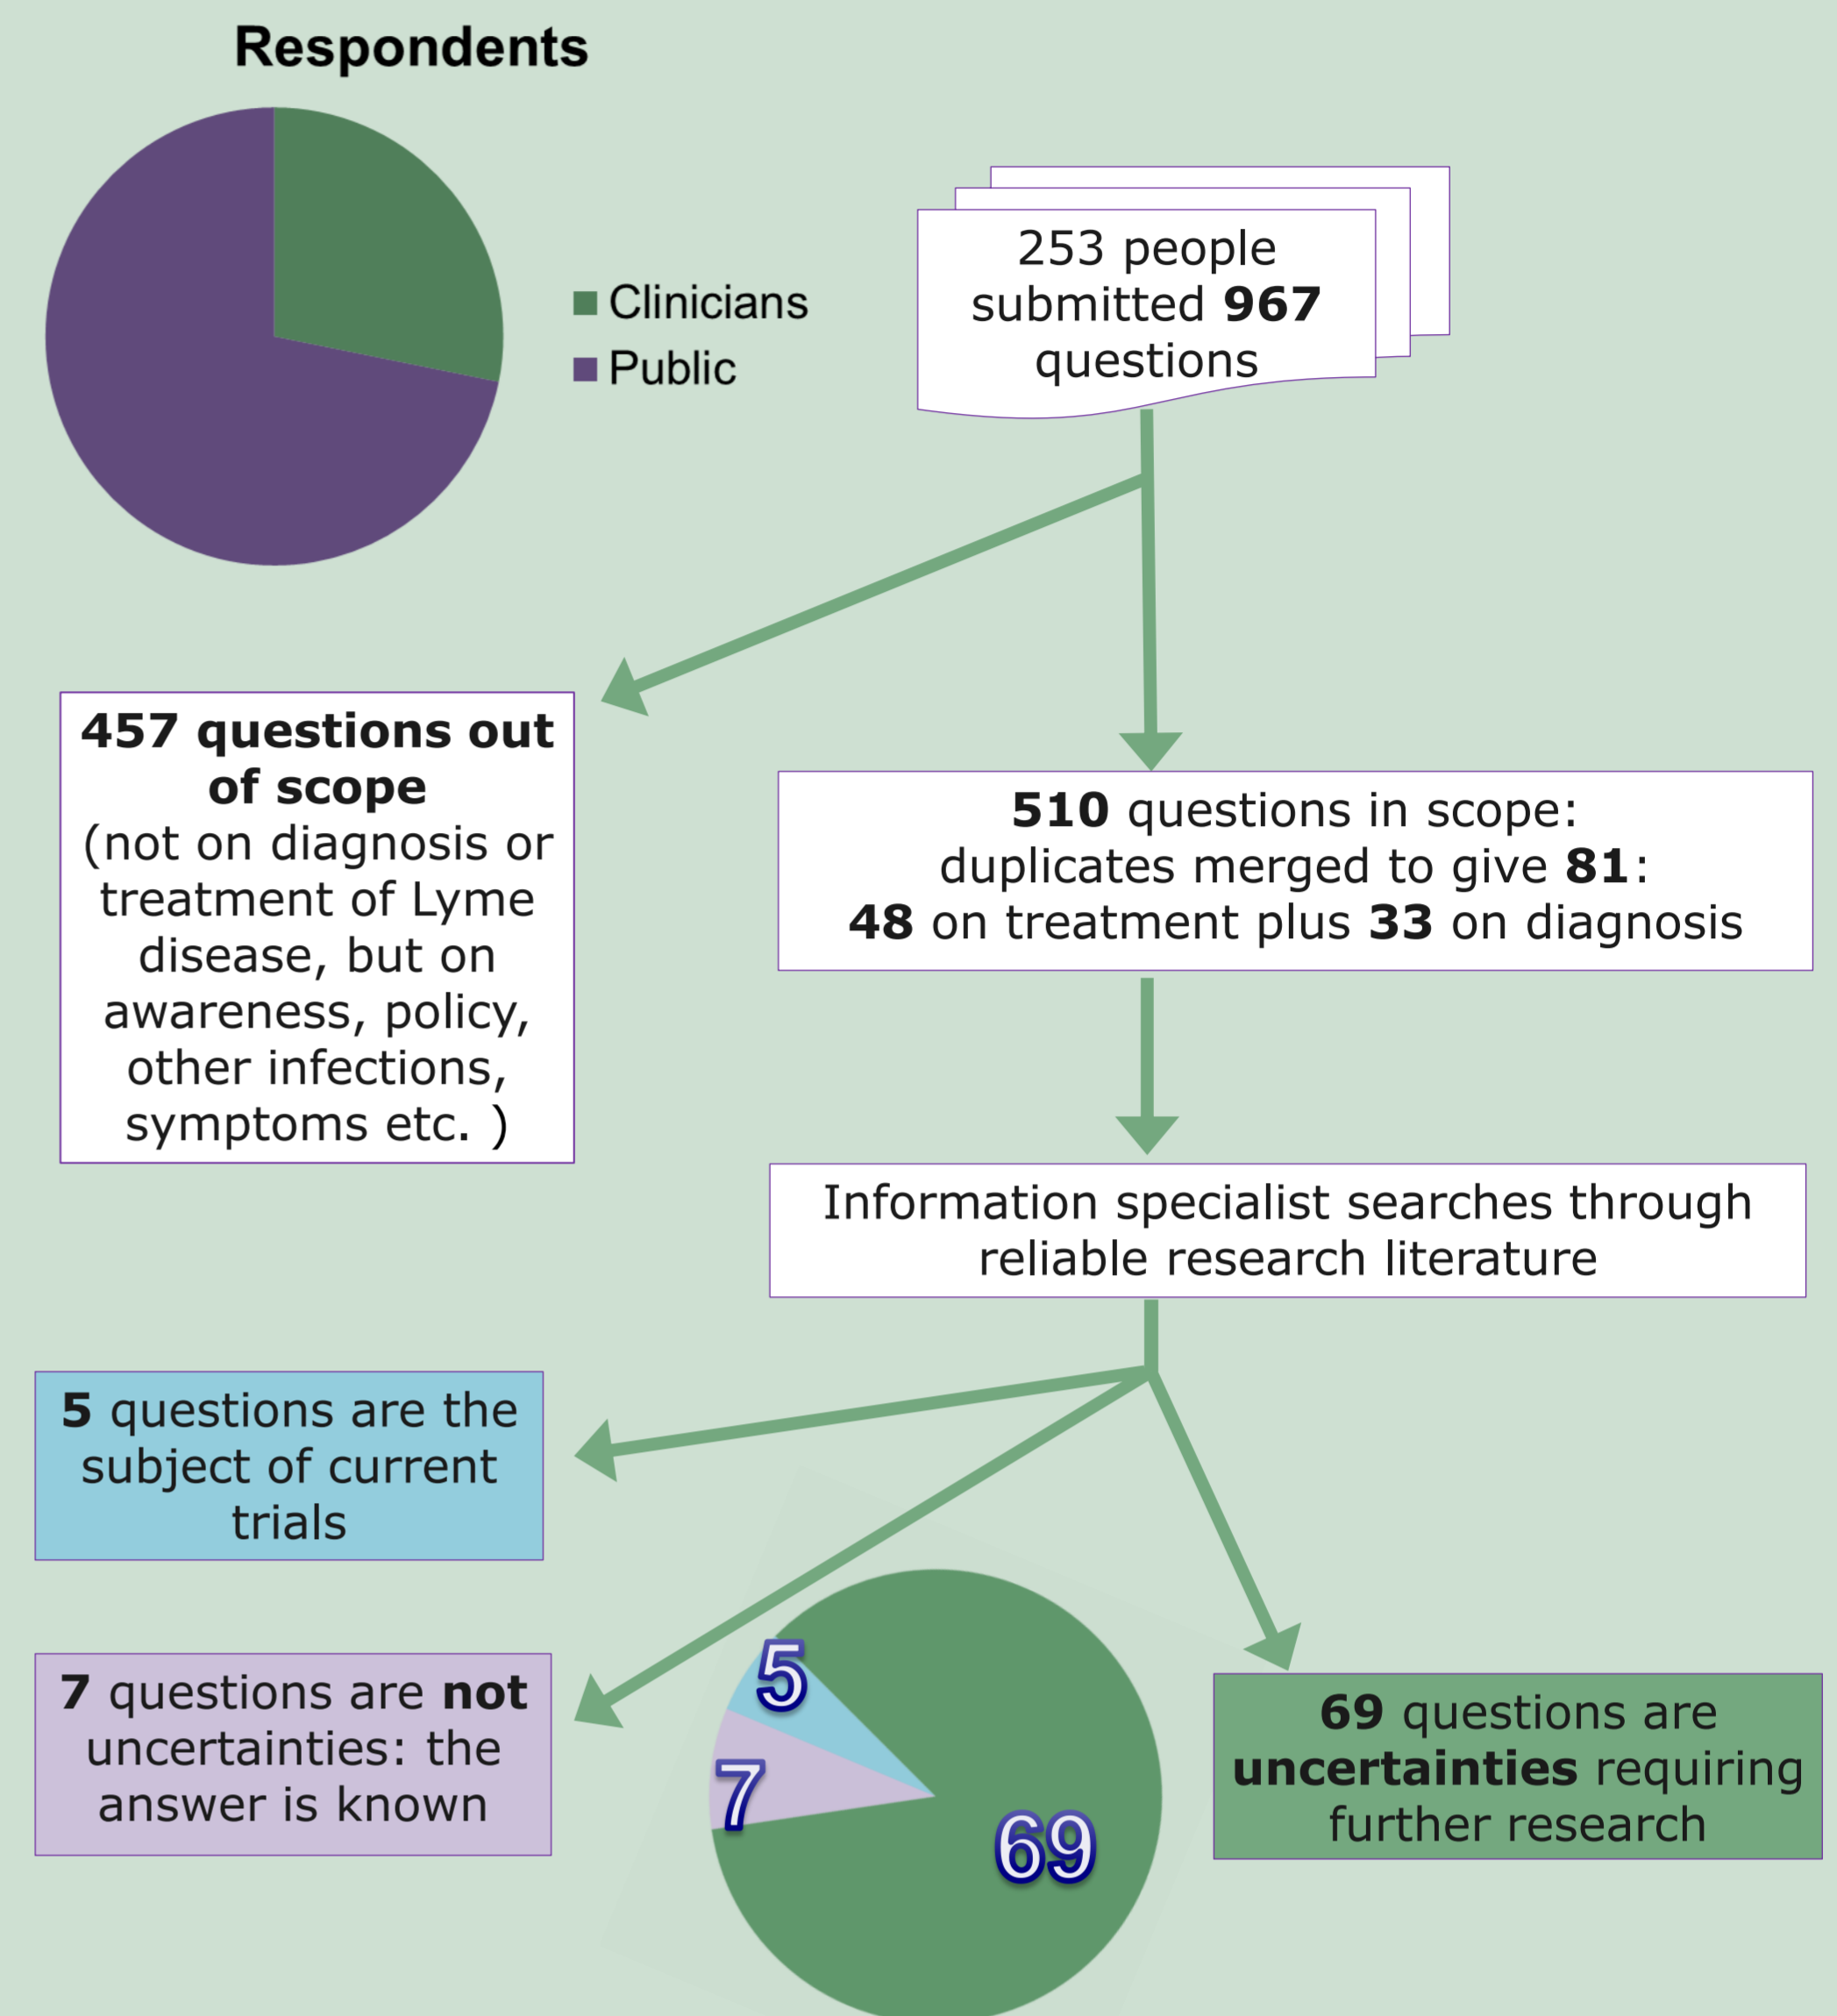 Respondents
Clinicians
Public
253 people
submitted 967
questions
457 questions out
of scope
(not on diagnosis or
treatment of Lyme
disease, but on
awareness, policy,
other infections,
symptoms etc. )
510 questions in scope:
duplicates merged to give 81:
48 on treatment plus 33 on diagnosis
Information specialist searches through
reliable research literature
5 questions are the
subject of current
trials
7 questions are not
uncertainties: the
answer is known
5
7
69
69 questions are
uncertainties requiring
further research